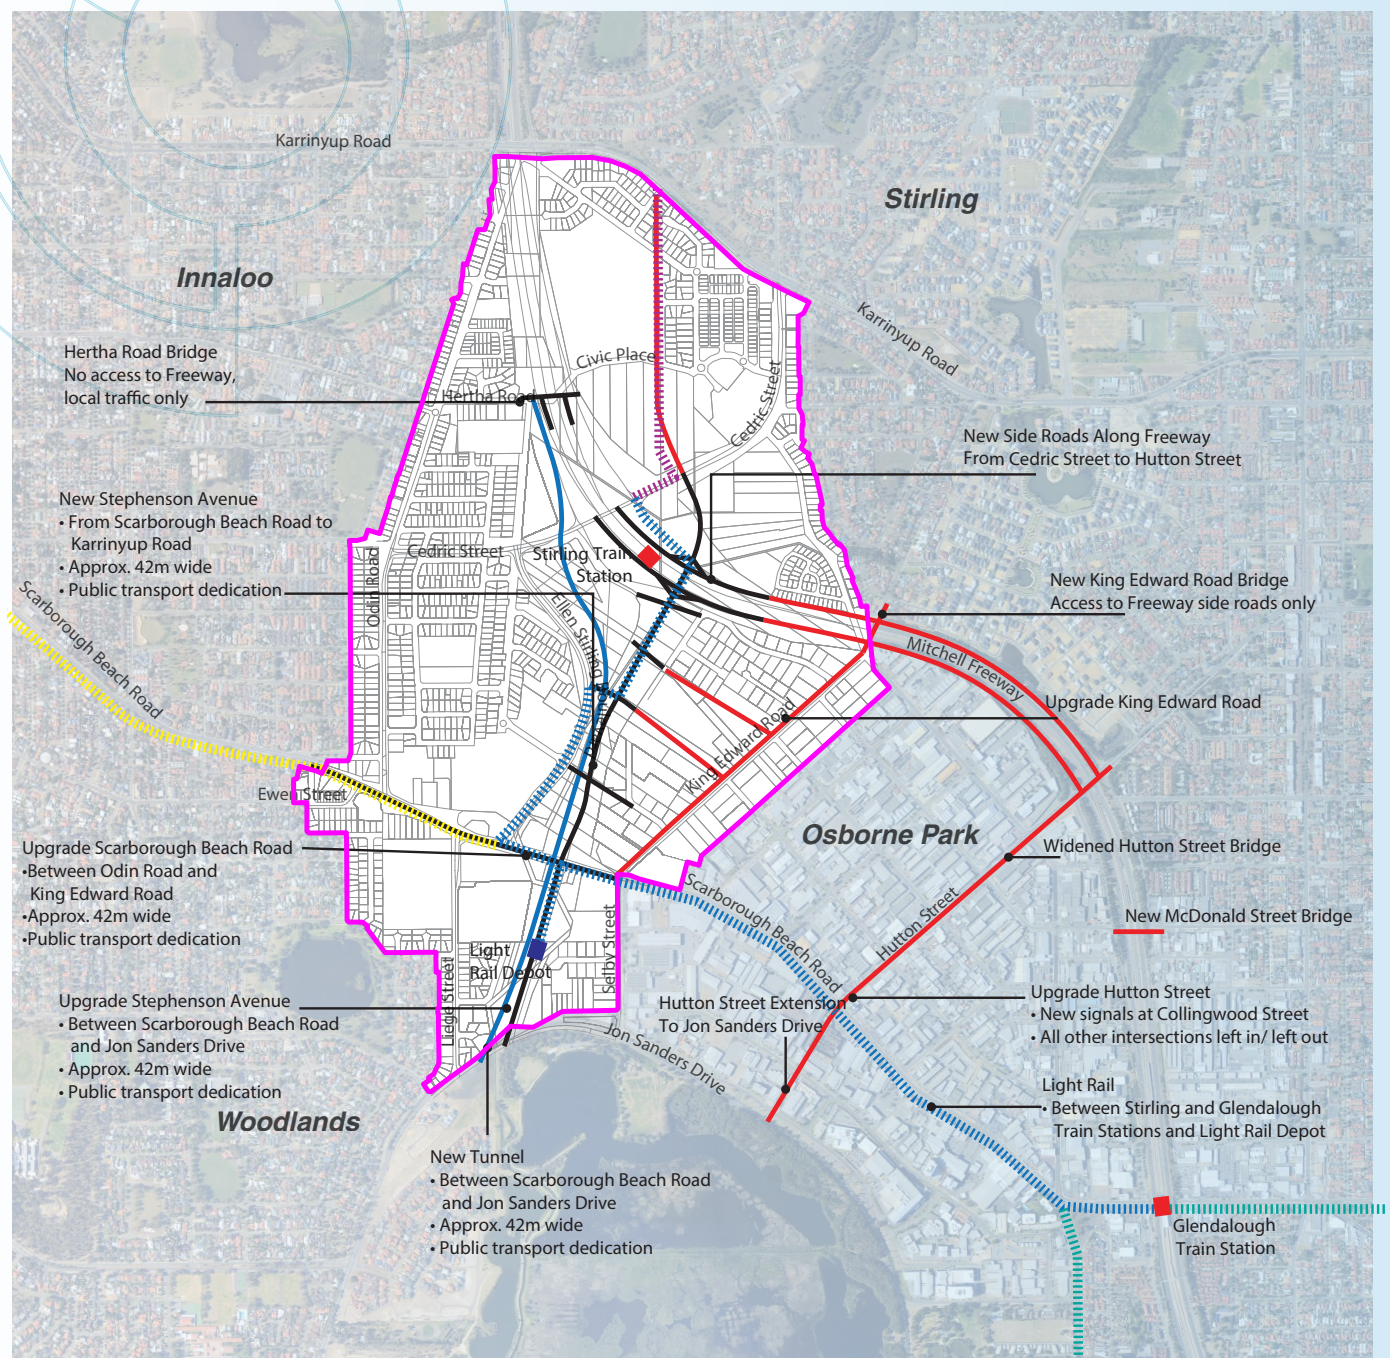 Karrinyup Road
Stirling
Innaloo
Karrinyup Road
Hertha Road Bridge
No access to Freeway,
local traffic only
Civic Place
Hertha Road
Cedric Street
New Side Roads Along Freeway
From Cedric Street to Hutton Street
New Stephenson Avenue
• From Scarborough Beach Road to
Karrinyup Road
• Approx. 42m wide
• Public transport dedication
Cedric Street
Odin Road
Stirling Train
Station
Ellen Stirling
New King Edward Road Bridge
Access to Freeway side roads only
Scarborough Beach Road
Mitchell Freeway
Upgrade King Edward Road
King Edward Road
Ewen Street
Osborne Park
Upgrade Scarborough Beach Road
•Between Odin Road and
King Edward Road
•Approx. 42m wide
•Public transport dedication
Widened Hutton Street Bridge
Scarborough Beach Road
Hutton Street
New McDonald Street Bridge
Light
Rail Depot
Selby Street
Liege Street
Upgrade Stephenson Avenue
• Between Scarborough Beach Road
and Jon Sanders Drive
• Approx. 42m wide
• Public transport dedication
Hutton Street Extension
To Jon Sanders Drive
Jon Sanders Drive
Upgrade Hutton Street
• New signals at Collingwood Street
• All other intersections left in/ left out
Light Rail
• Between Stirling and Glendalough
Train Stations and Light Rail Depot
Woodlands
New Tunnel
• Between Scarborough Beach Road
and Jon Sanders Drive
• Approx. 42m wide
• Public transport dedication
Glendalough
Train Station